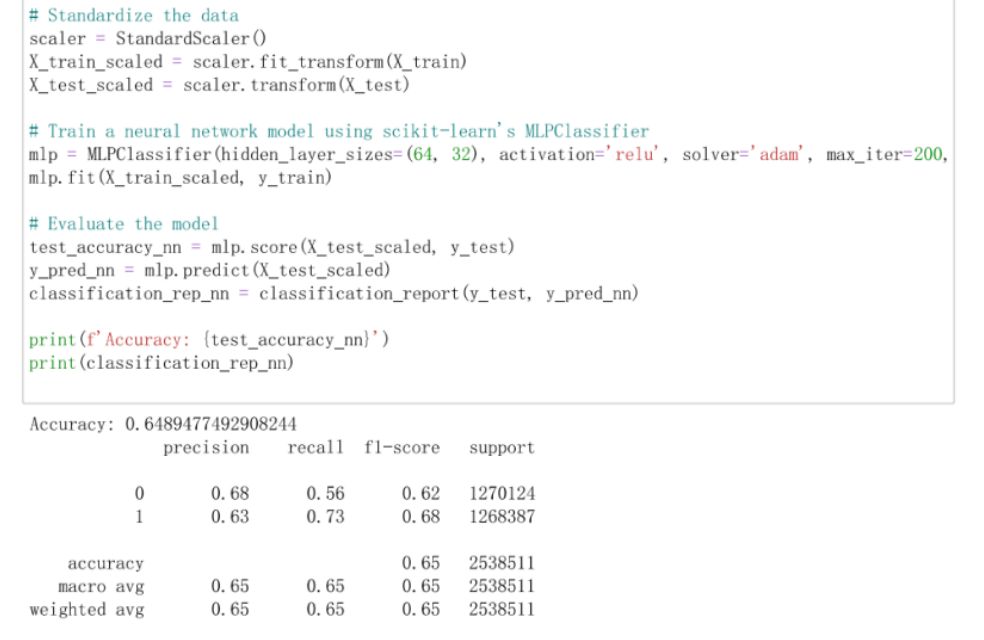 # Standardize the data
scaler = StandardScaler()
X_train_scaled = scaler.fit_transform(X_train)
X_test_scaled = scaler.transform(X_test)
# Train a neural network model using scikit-learn's MLPClassifier
mlp = MLPClassifier(hidden_layer_sizes=(64, 32), activation='relu', solver='adam', max_iter=200,
mlp.fit(X_train_scaled, y_train)
# Evaluate the model
test_accuracy_nn = mlp.score(X_test_scaled, y_test)
y_pred_nn = mlp.predict(X_test_scaled)
classification_rep_nn = classification_report(y_test, y_pred_nn)
print(f'Accuracy: {test_accuracy_nn}')
print(classification_rep_nn)
Accuracy: 0.6489477492908244
precision recall f1-score support
0 0.68 0.56 0.62 1270124
1 0.63 0.73 0.68 1268387
accuracy 0.65 2538511
macro avg 0.65 0.65 0.65 2538511
weighted avg 0.65 0.65 0.65 2538511